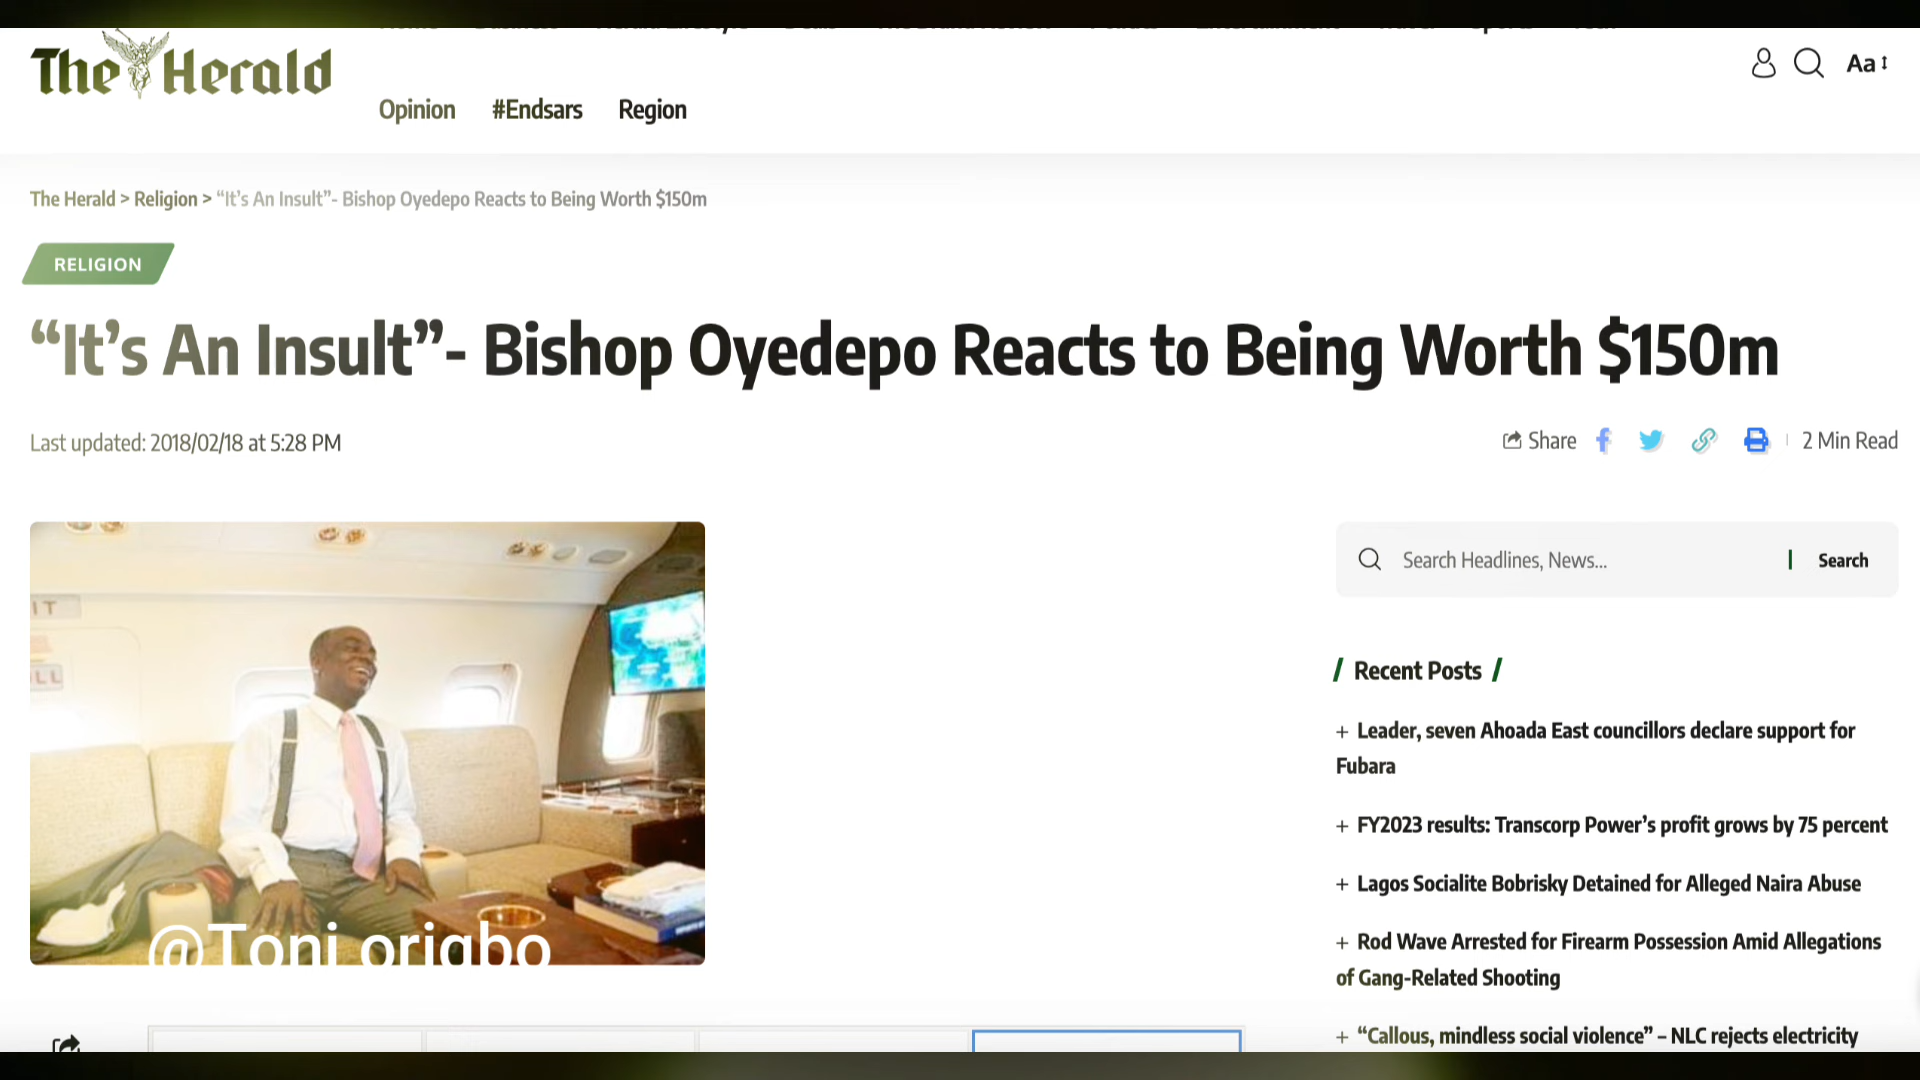 The Herald
Opinion #Endsars Region
Aa
The Herald > Religion > “It’s An Insult”- Bishop Oyedepo Reacts to Being Worth $150m
RELIGION
“It’s An Insult”- Bishop Oyedepo Reacts to Being Worth $150m
Last updated: 2018/02/18 at 5:28 PM
Share
2 Min Read
@Toni origbo
Search Headlines, News...
Search
Recent Posts
+ Leader, seven Ahoada East councillors declare support for
Fubara
+ FY2023 results: Transcorp Power’s profit grows by 75 percent
+ Lagos Socialite Bobrisky Detained for Alleged Naira Abuse
+ Rod Wave Arrested for Firearm Possession Amid Allegations
of Gang-Related Shooting
+ “Callous, mindless social violence” – NLC rejects electricity